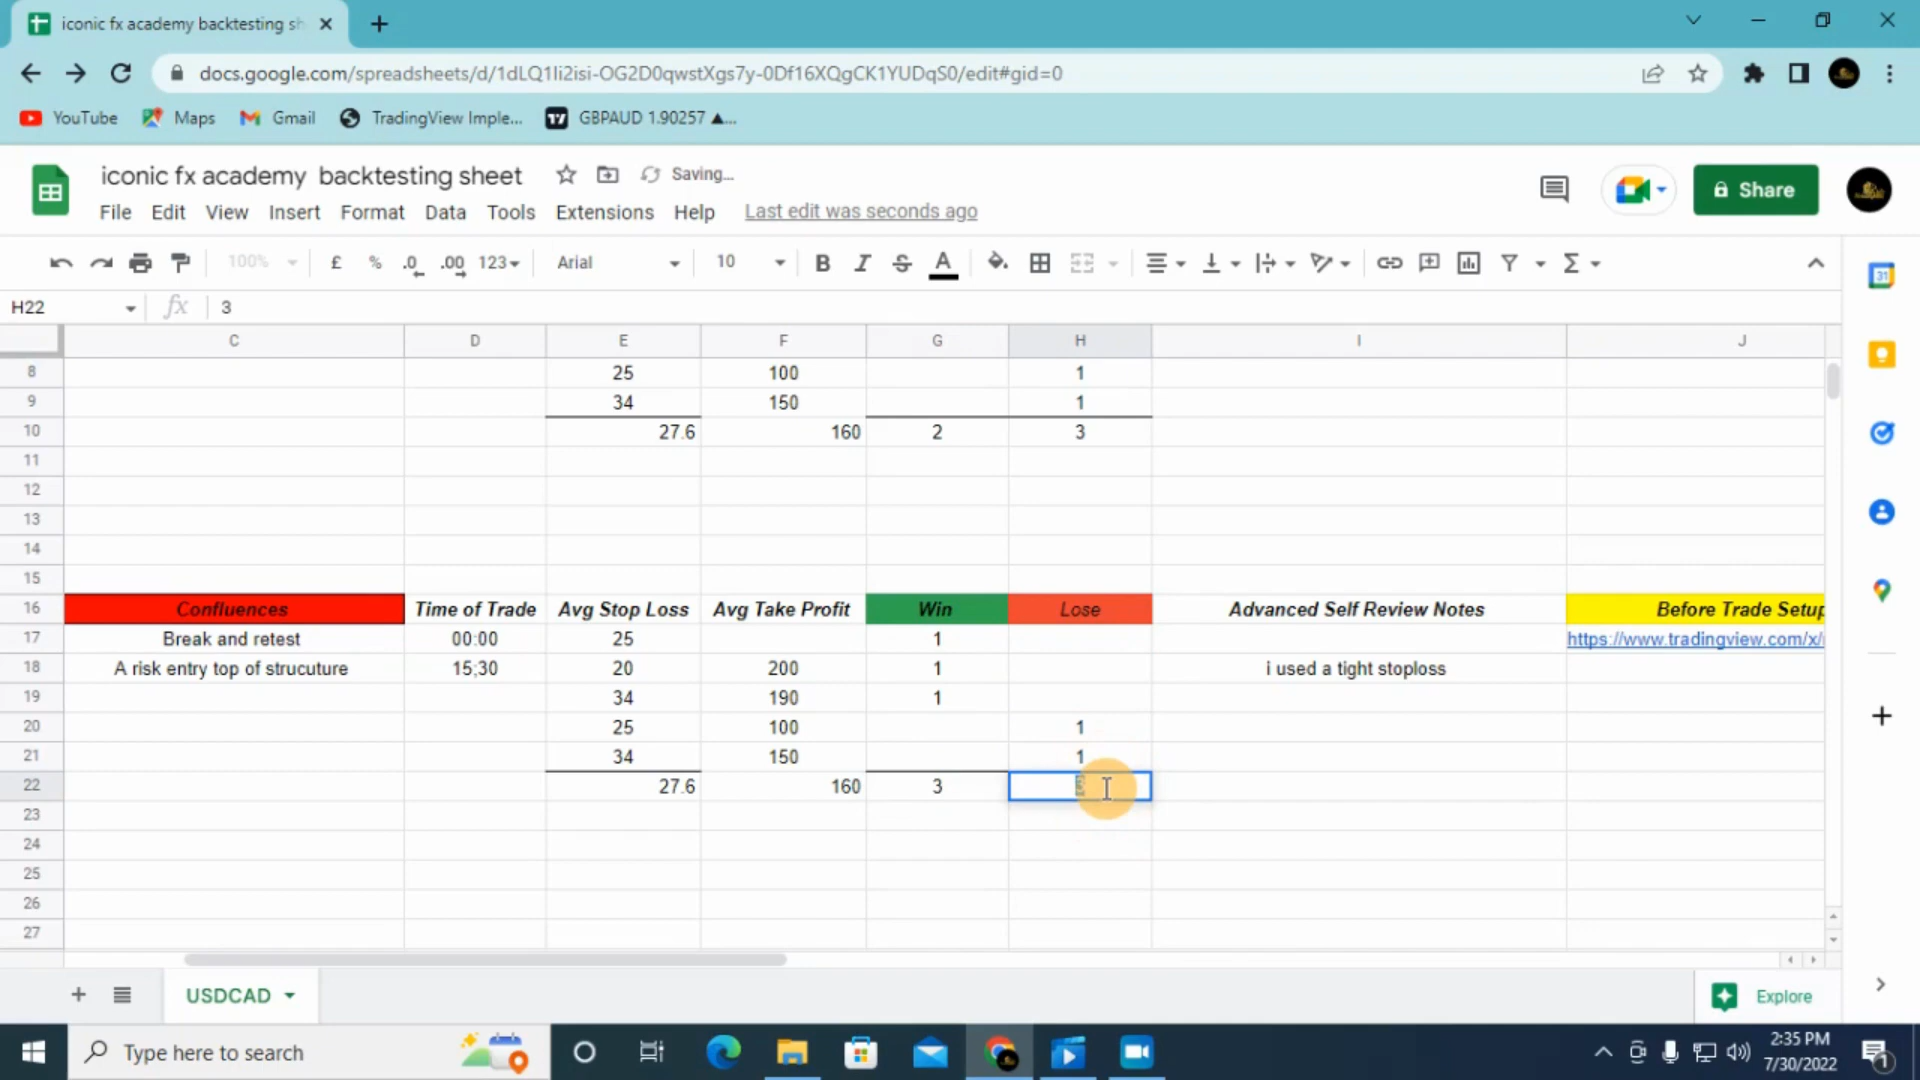 iconic fx academy backtesting sh
docs.google.com/spreadsheets/d/1dLQ1li2isi-OG2D0qwstXgs7y-0Df16XQgCK1YUDqS0/edit#gid=0
YouTube Maps Gmail TradingView Imple... GBPAUD 1.90257 ▲...
iconic fx academy backtesting sheet Saving... Share
File Edit View Insert Format Data Tools Extensions Help Last edit was seconds ago
100% £ % .0 .00 123 Arial 10 B I S A Σ
H22 fx 3
C D E F G H I J
8 25 100 1
9 34 150 1
10 27.6 160 2 3
11
12
13
14
15
16 Confluences Time of Trade Avg Stop Loss Avg Take Profit Win Lose Advanced Self Review Notes Before Trade Setup
17 Break and retest 00:00 25 1 https://www.tradingview.com/x/
18 A risk entry top of strucuture 15;30 20 200 1 i used a tight stoploss
19 34 190 1
20 25 100 1
21 34 150 1
22 27.6 160 3
23
24
25
26
27
USDCAD Explore
Type here to search 2:35 PM
7/30/2022 1